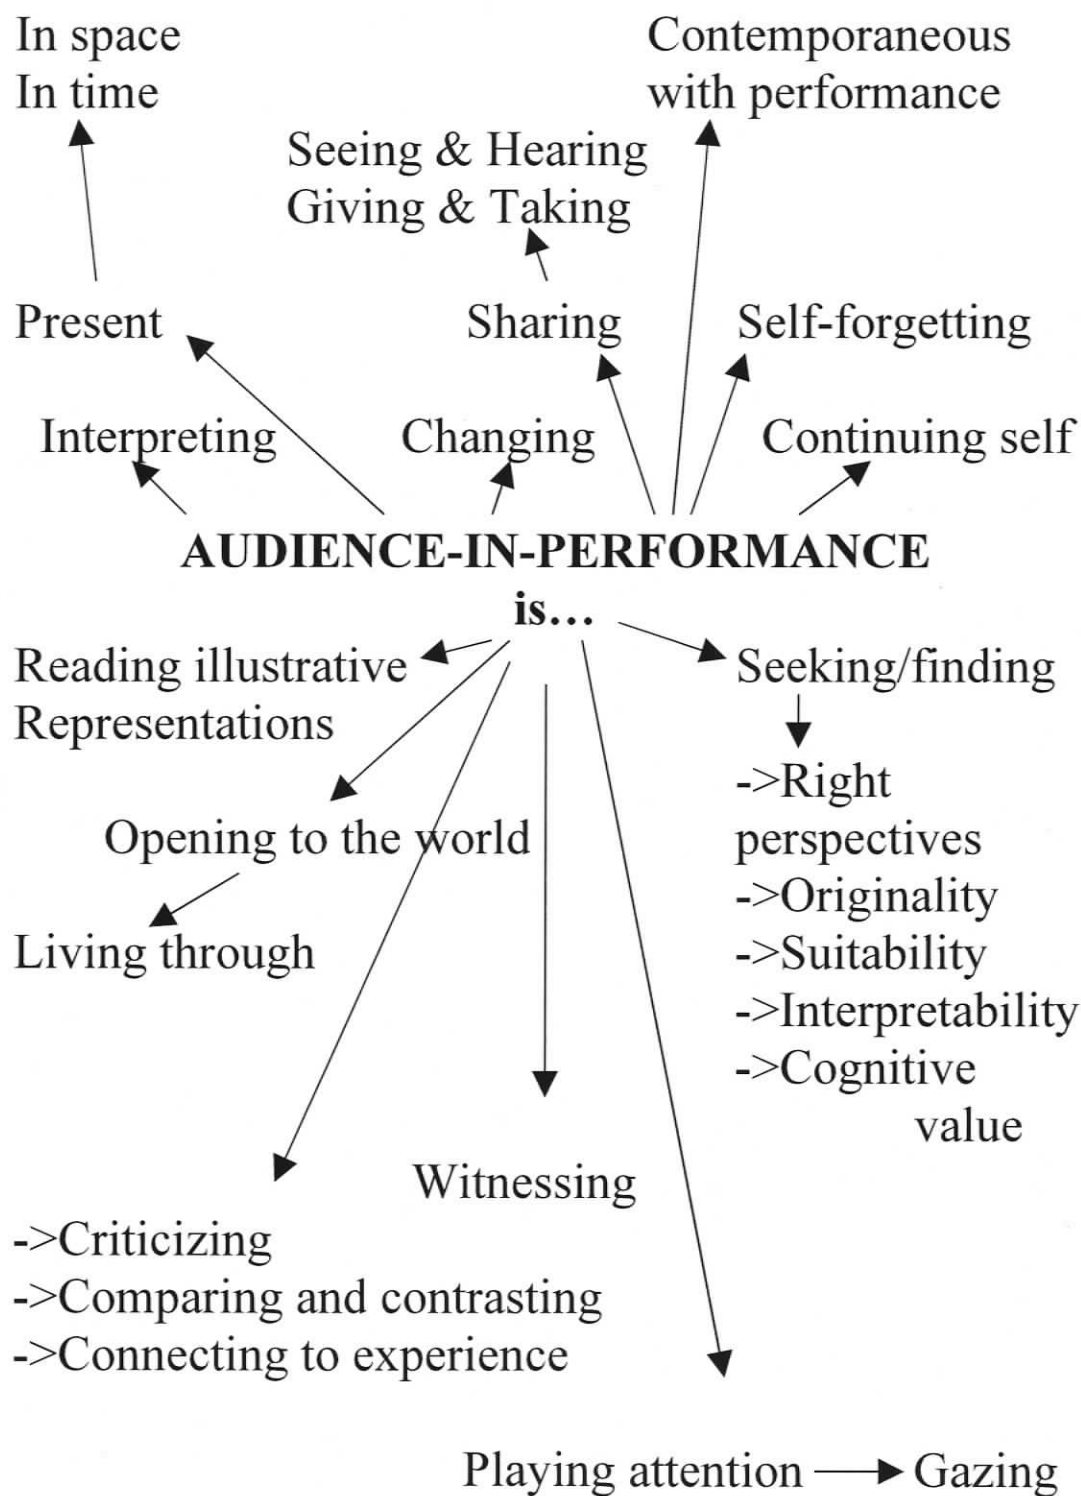 In space
In time
Contemporaneous
with performance
Seeing & Hearing
Giving & Taking
Present
Sharing
Self-forgetting
Interpreting
Changing
Continuing self
AUDIENCE-IN-PERFORMANCE
is...
Reading illustrative
Representations
Seeking/finding
->Right
perspectives
->Originality
->Suitability
->Interpretability
->Cognitive
value
Opening to the world
Living through
Witnessing
->Criticizing
->Comparing and contrasting
->Connecting to experience
Playing attention
Gazing